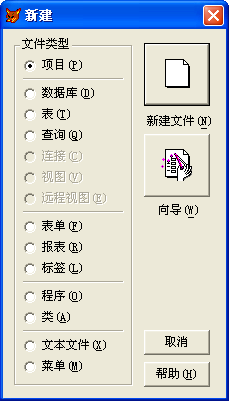 新建
文件类型
项目(P)
数据库(D)
表(T)
查询(Q)
连接(C)
视图(V)
远程视图(E)
表单(F)
报表(R)
标签(L)
程序(O)
类(A)
文本文件(X)
菜单(M)
新建文件(N)
向导(W)
取消
帮助(H)